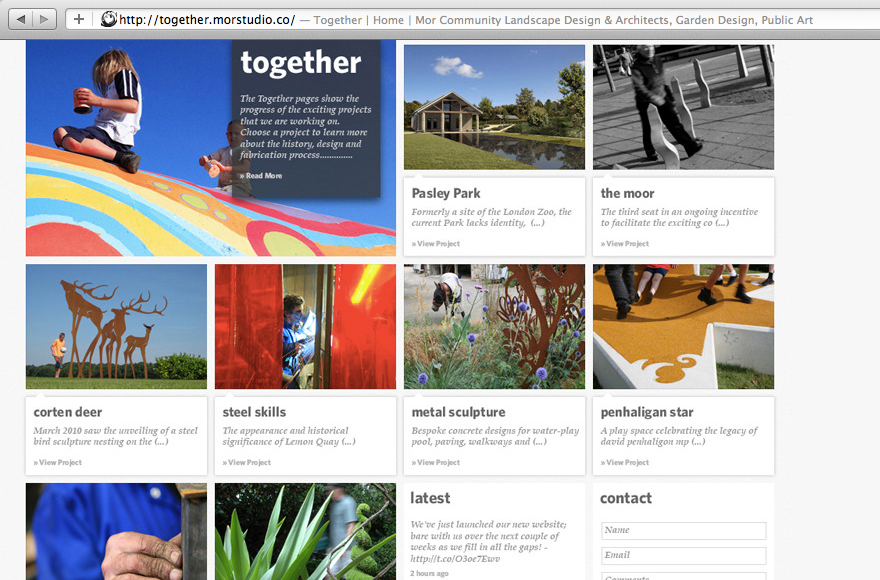 http://together.morstudio.co/ — Together | Home | Mor Community Landscape Design & Architects, Garden Design, Public Art
together
The Together pages show the
progress of the exciting projects
that we are working on.
Choose a project to learn more
about the history, design and
fabrication process..............
» Read More
Pasley Park
Formerly a site of the London Zoo, the
current Park lacks identity, (...)
» View Project
the moor
The third seat in an ongoing incentive
to facilitate the exciting co (...)
» View Project
corten deer
March 2010 saw the unveiling of a steel
bird sculpture nesting on the (...)
» View Project
steel skills
The appearance and historical
significance of Lemon Quay (...)
» View Project
metal sculpture
Bespoke concrete designs for water-play
pool, paving, walkways and (...)
» View Project
penhaligan star
A play space celebrating the legacy of
david penhaligon mp (...)
» View Project
latest
We've just launched our new website;
bare with us over the next couple of
weeks as we fill in all the gaps! -
http://t.co/O3oe7Ewv
2 hours ago
contact
Name
Email
Comments